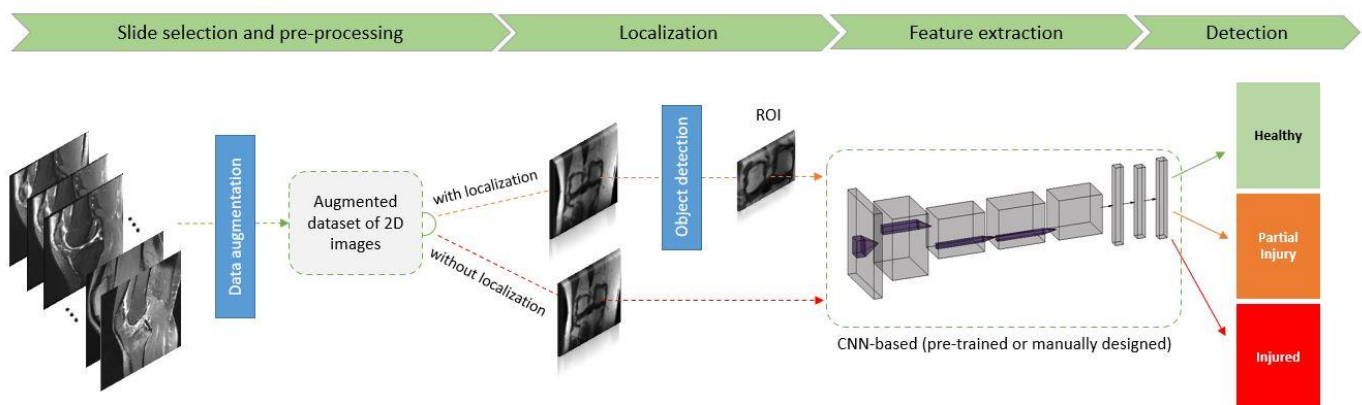 Slide selection and pre-processing
Localization
Feature extraction
Detection
Data augmentation
Augmented
dataset of 2D
images
with localization
without localization
Object detection
ROI
CNN-based (pre-trained or manually designed)
Healthy
Partial
Injury
Injured